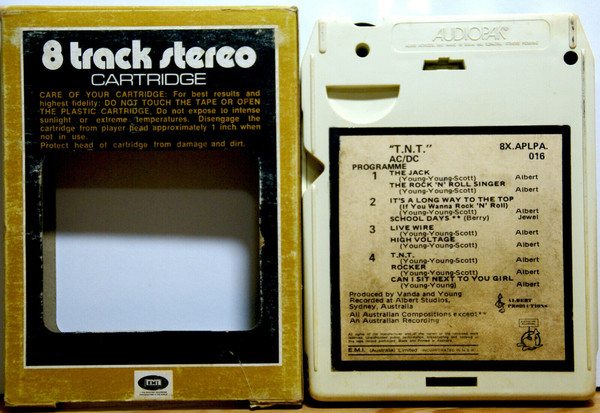 8 track stereo
CARTRIDGE
CARE OF YOUR CARTRIDGE: For best results and
highest fidelity: DO NOT TOUCH THE TAPE OR OPEN
THE PLASTIC CARTRIDGE. Do not expose to intense
sunlight or extreme temperatures. Disengage the
cartridge from player head approximately 1 inch when
not in use.
Protect head of cartridge from damage and dirt.
EMI
AUDIOPAK
"T.N.T." 8X.APLPA.
AC/DC 016
PROGRAMME
1 THE JACK
(Young-Young-Scott) Albert
THE ROCK 'N' ROLL SINGER
(Young-Young-Scott) Albert
2 IT'S A LONG WAY TO THE TOP
(If You Wanna Rock 'N' Roll)
(Young-Young-Scott) Albert
SCHOOL DAYS ** (Berry) Jewel
3 LIVE WIRE
(Young-Young-Scott) Albert
HIGH VOLTAGE
(Young-Young-Scott) Albert
4 T.N.T.
(Young-Young-Scott) Albert
ROCKER
(Young-Young-Scott) Albert
CAN I SIT NEXT TO YOU GIRL
(Young-Young) Albert
Produced by Vanda and Young
Recorded at Albert Studios,
Sydney, Australia
ALBERT
PRODUCTIONS
All Australian Compositions except**
An Australian Recording
E.M.I. (Australia) Limited INCORPORATED IN N.S.W.